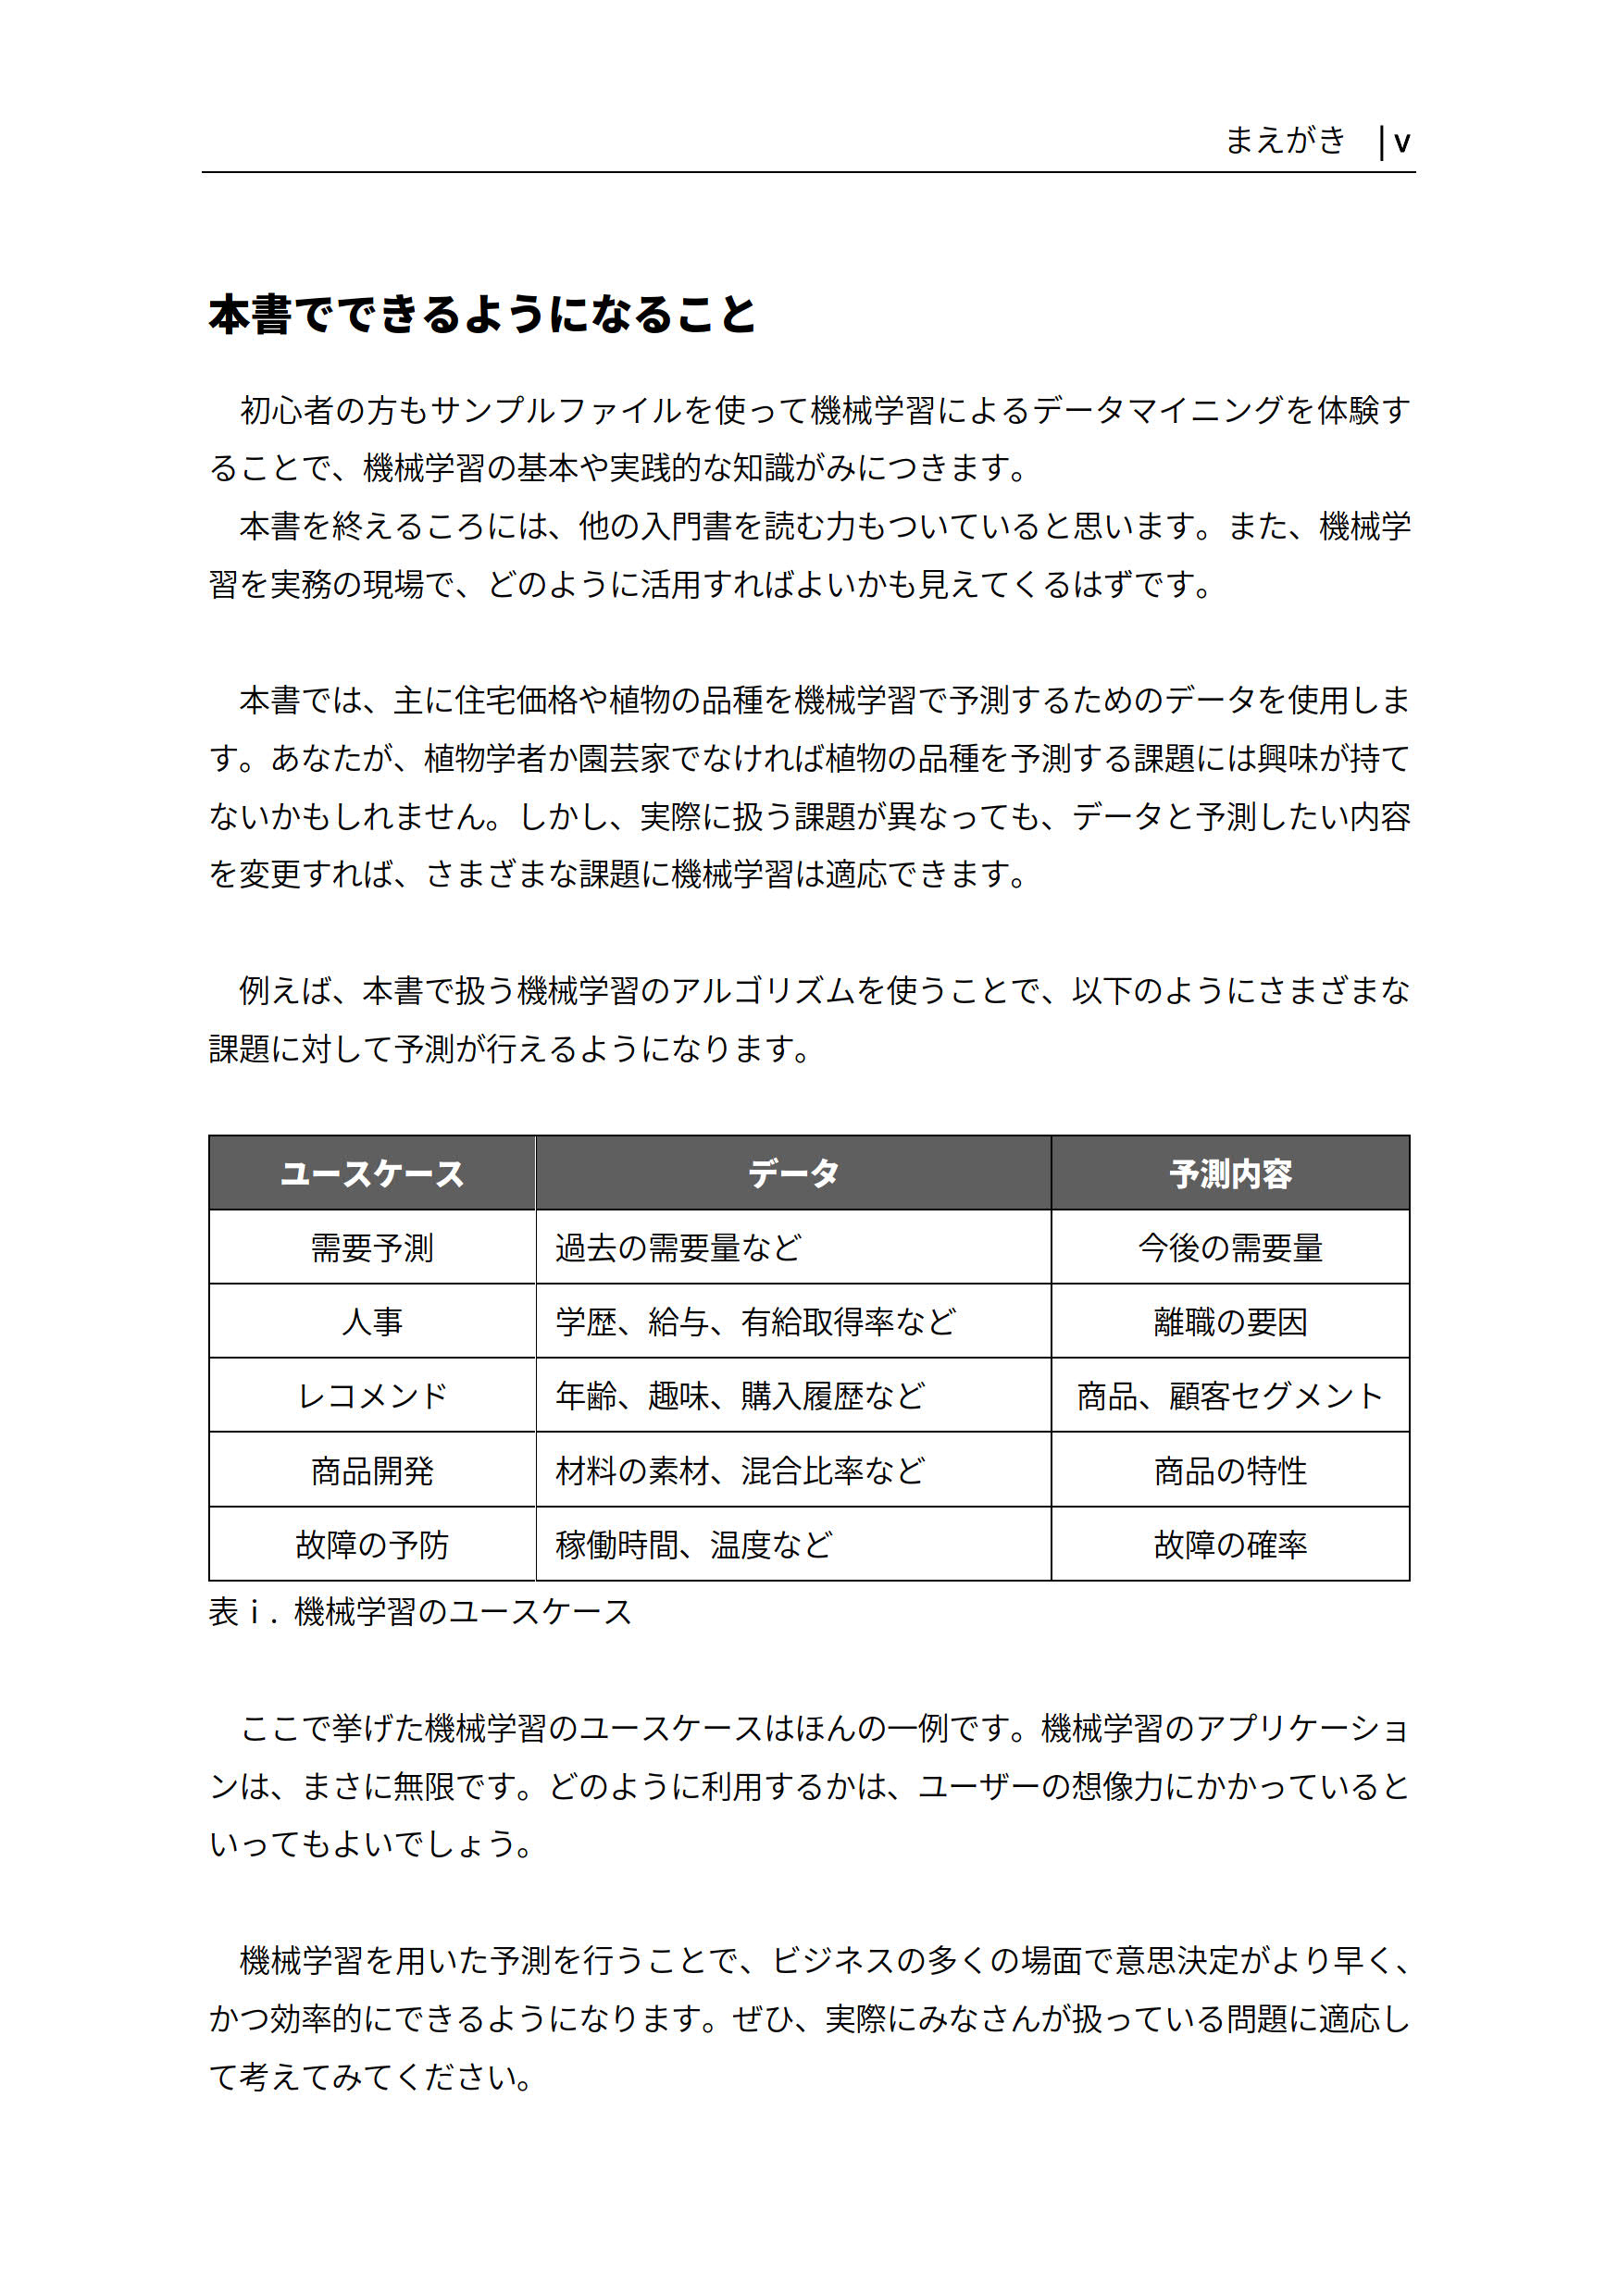 まえがき | v
本書でできるようになること
初心者の方もサンプルファイルを使って機械学習によるデータマイニングを体験す
ることで、機械学習の基本や実践的な知識がみにつきます。
本書を終えるころには、他の入門書を読む力もついていると思います。また、機械学
習を実務の現場で、どのように活用すればよいかも見えてくるはずです。
本書では、主に住宅価格や植物の品種を機械学習で予測するためのデータを使用しま
す。あなたが、植物学者か園芸家でなければ植物の品種を予測する課題には興味が持て
ないかもしれません。しかし、実際に扱う課題が異なっても、データと予測したい内容
を変更すれば、さまざまな課題に機械学習は適応できます。
例えば、本書で扱う機械学習のアルゴリズムを使うことで、以下のようにさまざまな
課題に対して予測が行えるようになります。
ユースケース データ 予測内容
需要予測 過去の需要量など 今後の需要量
人事 学歴、給与、有給取得率など 離職の要因
レコメンド 年齢、趣味、購入履歴など 商品、顧客セグメント
商品開発 材料の素材、混合比率など 商品の特性
故障の予防 稼働時間、温度など 故障の確率
表ｉ. 機械学習のユースケース
ここで挙げた機械学習のユースケースはほんの一例です。機械学習のアプリケーショ
ンは、まさに無限です。どのように利用するかは、ユーザーの想像力にかかっていると
いってもよいでしょう。
機械学習を用いた予測を行うことで、ビジネスの多くの場面で意思決定がより早く、
かつ効率的にできるようになります。ぜひ、実際にみなさんが扱っている問題に適応し
て考えてみてください。